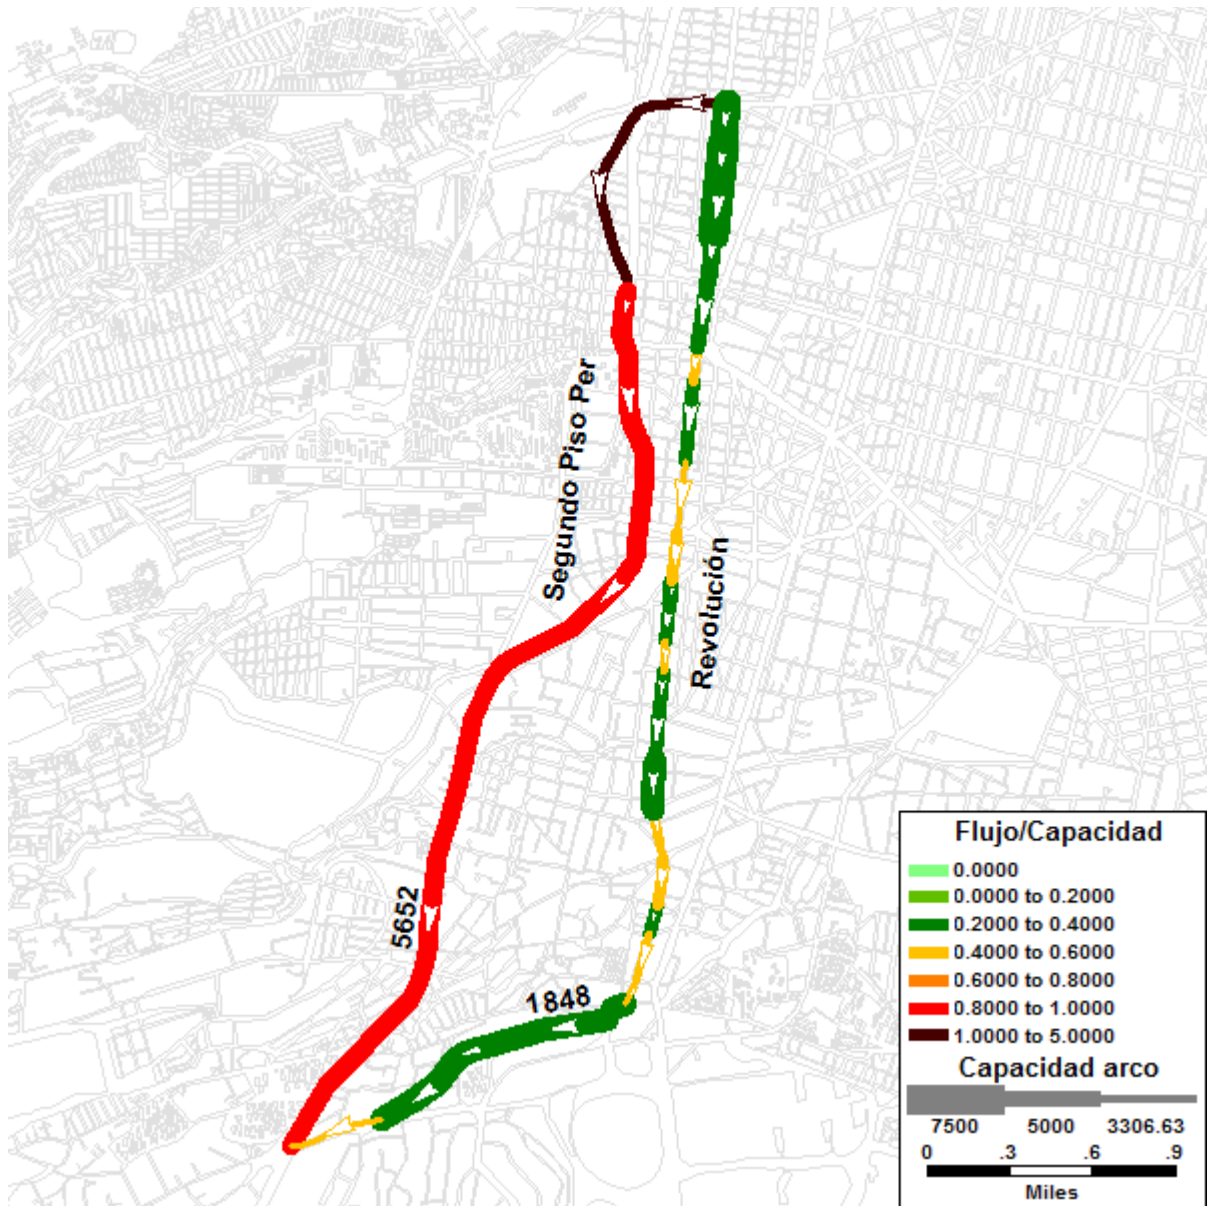 Segundo Piso Per
Revolución
5652
1848
Flujo/Capacidad
0.0000
0.0000 to 0.2000
0.2000 to 0.4000
0.4000 to 0.6000
0.6000 to 0.8000
0.8000 to 1.0000
1.0000 to 5.0000
Capacidad arco
7500 5000 3306.63
0 .3 .6 .9
Miles